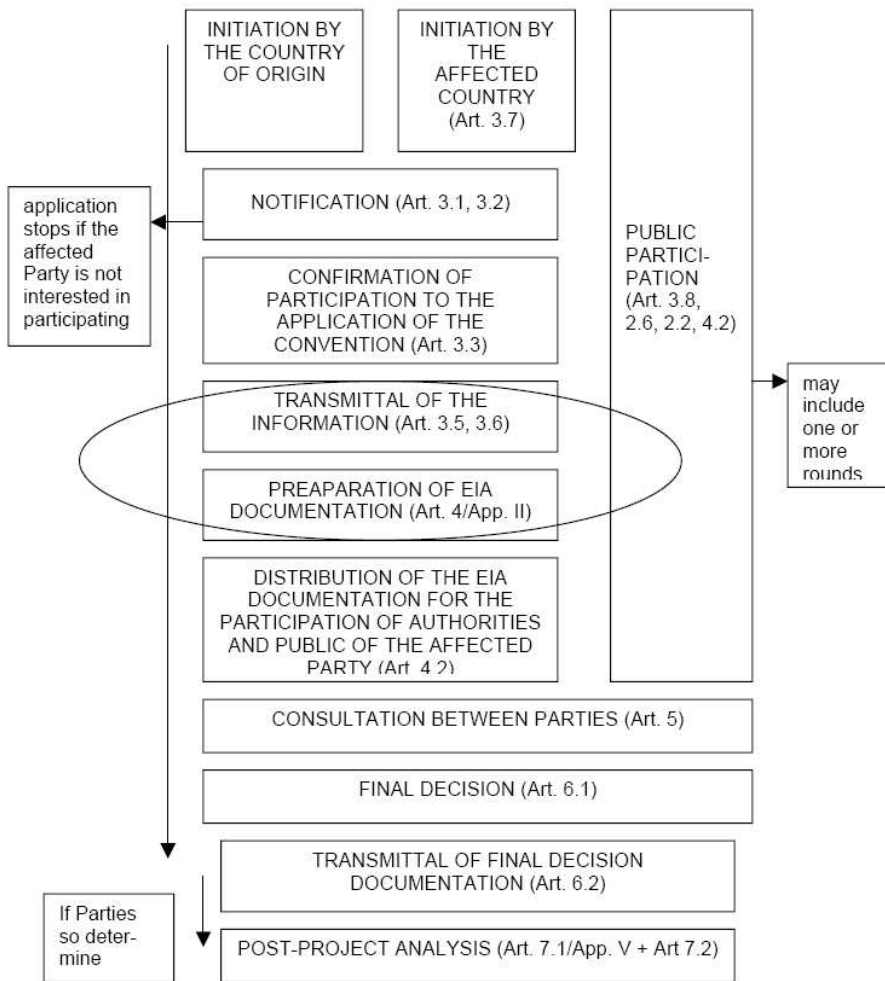 INITIATION BY
THE COUNTRY
OF ORIGIN
INITIATION BY
THE
AFFECTED
COUNTRY
(Art. 3.7)
NOTIFICATION (Art. 3.1, 3.2)
application
stops if the
affected
Party is not
interested in
participating
CONFIRMATION OF
PARTICIPATION TO THE
APPLICATION OF THE
CONVENTION (Art. 3.3)
PUBLIC
PARTICI-
PATION
(Art. 3.8,
2.6, 2.2, 4.2)
may
include
one or
more
rounds
TRANSMITTAL OF THE
INFORMATION (Art. 3.5, 3.6)
PREAPARATION OF EIA
DOCUMENTATION (Art. 4/App. II)
DISTRIBUTION OF THE EIA
DOCUMENTATION FOR THE
PARTICIPATION OF AUTHORITIES
AND PUBLIC OF THE AFFECTED
PARTY (Art. 4.2)
CONSULTATION BETWEEN PARTIES (Art. 5)
FINAL DECISION (Art. 6.1)
TRANSMITTAL OF FINAL DECISION
DOCUMENTATION (Art. 6.2)
If Parties
so deter-
mine
POST-PROJECT ANALYSIS (Art. 7.1/App. V + Art 7.2)